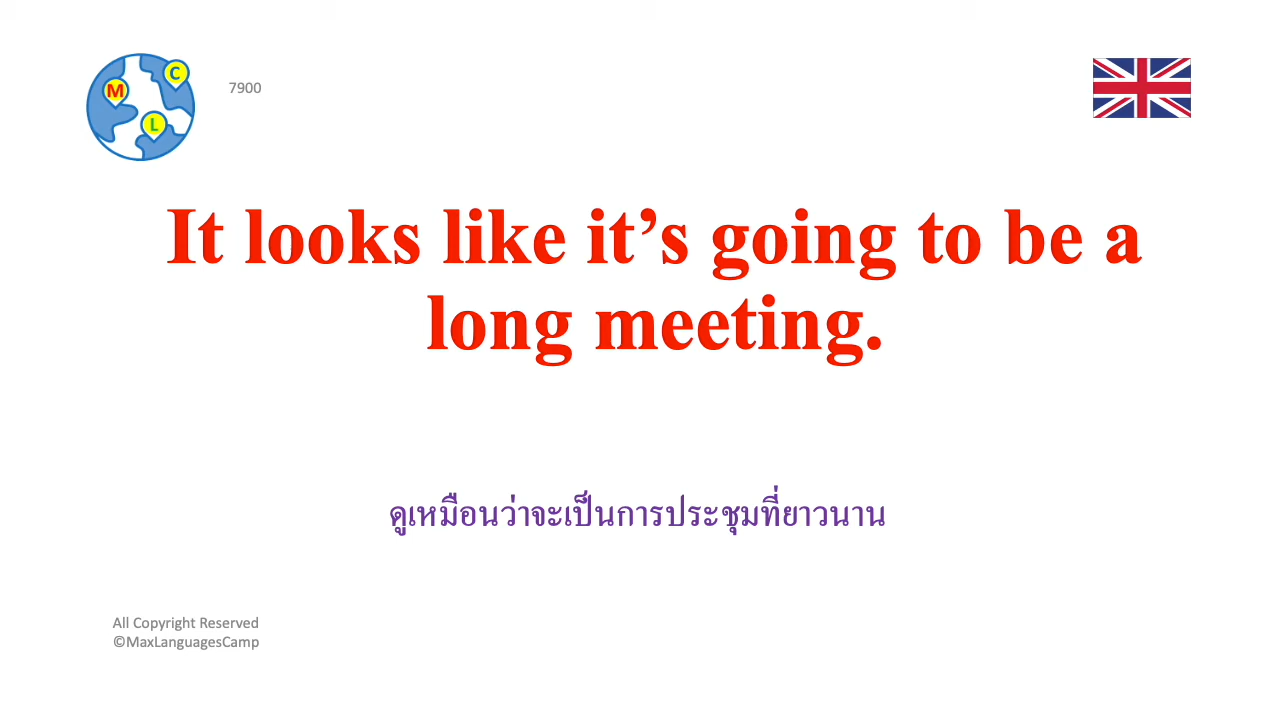 M
C
L
7900
It looks like it’s going to be a
long meeting.
ดูเหมือนว่าจะเป็นการประชุมที่ยาวนาน
All Copyright Reserved
©MaxLanguagesCamp